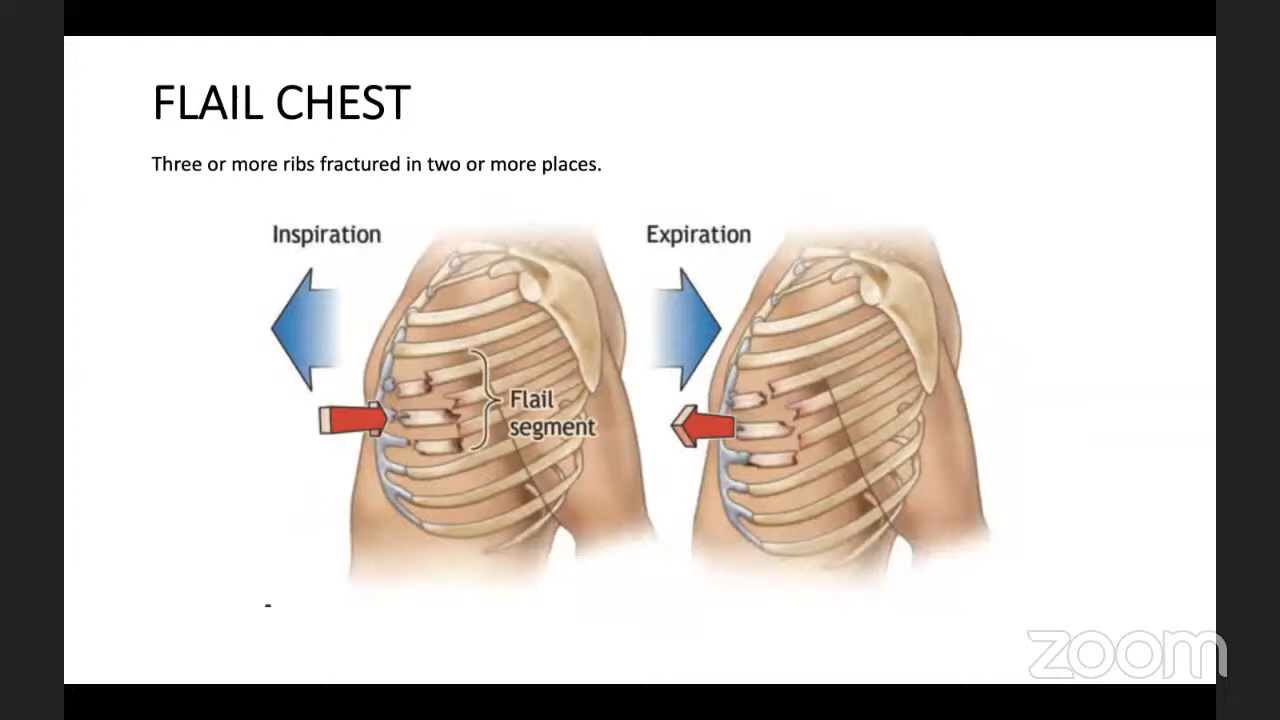 FLAIL CHEST
Three or more ribs fractured in two or more places.
Inspiration
Expiration
Flail
segment
-
zoom